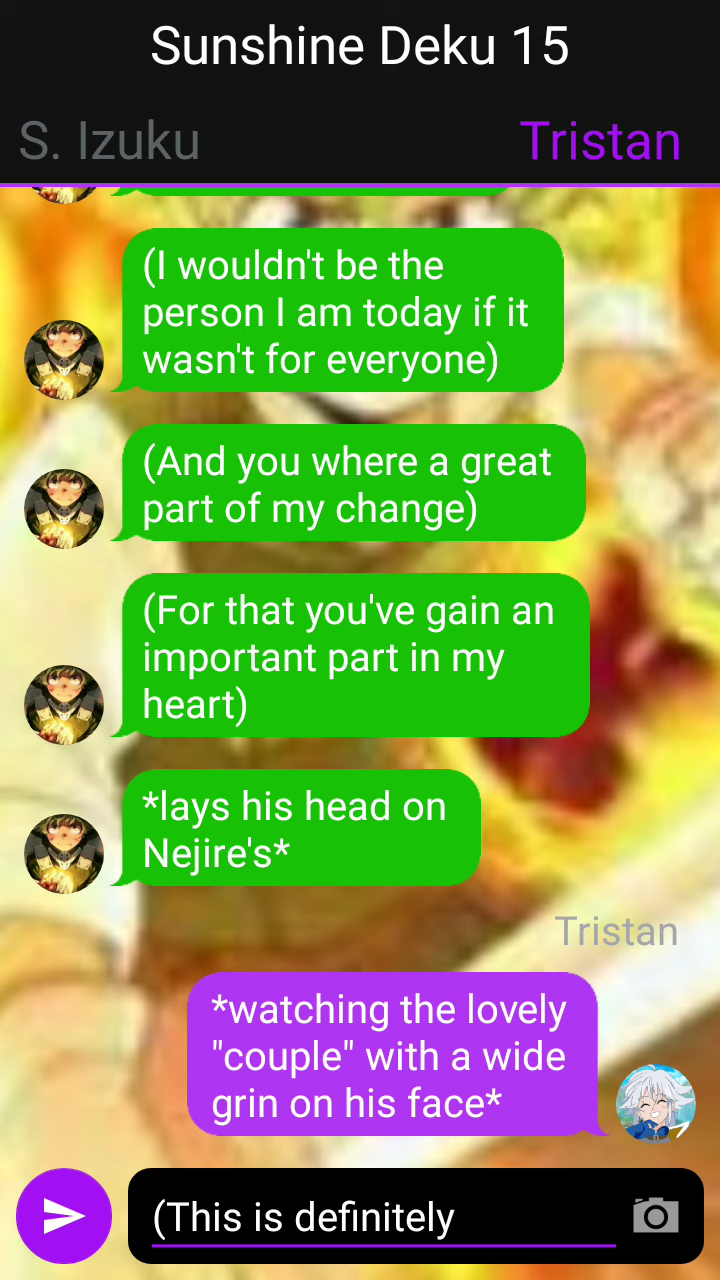 Sunshine Deku 15
S. Izuku Tristan
(I wouldn't be the
person I am today if it
wasn't for everyone)
(And you where a great
part of my change)
(For that you've gain an
important part in my
heart)
*lays his head on
Nejire's*
Tristan
*watching the lovely
"couple" with a wide
grin on his face*
(This is definitely